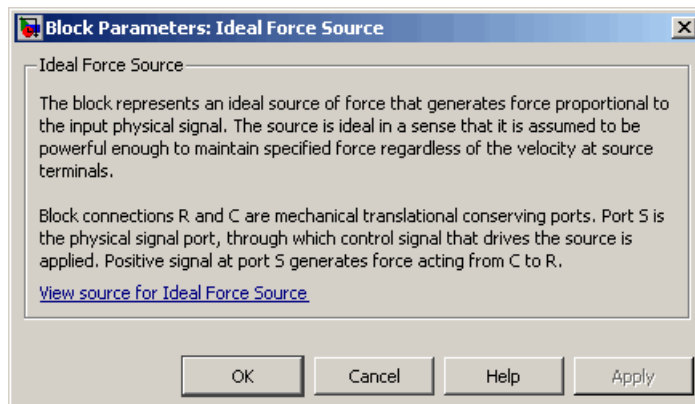 Block Parameters: Ideal Force Source
Ideal Force Source
The block represents an ideal source of force that generates force proportional to
the input physical signal. The source is ideal in a sense that it is assumed to be
powerful enough to maintain specified force regardless of the velocity at source
terminals.
Block connections R and C are mechanical translational conserving ports. Port S is
the physical signal port, through which control signal that drives the source is
applied. Positive signal at port S generates force acting from C to R.
View source for Ideal Force Source
OK Cancel Help Apply